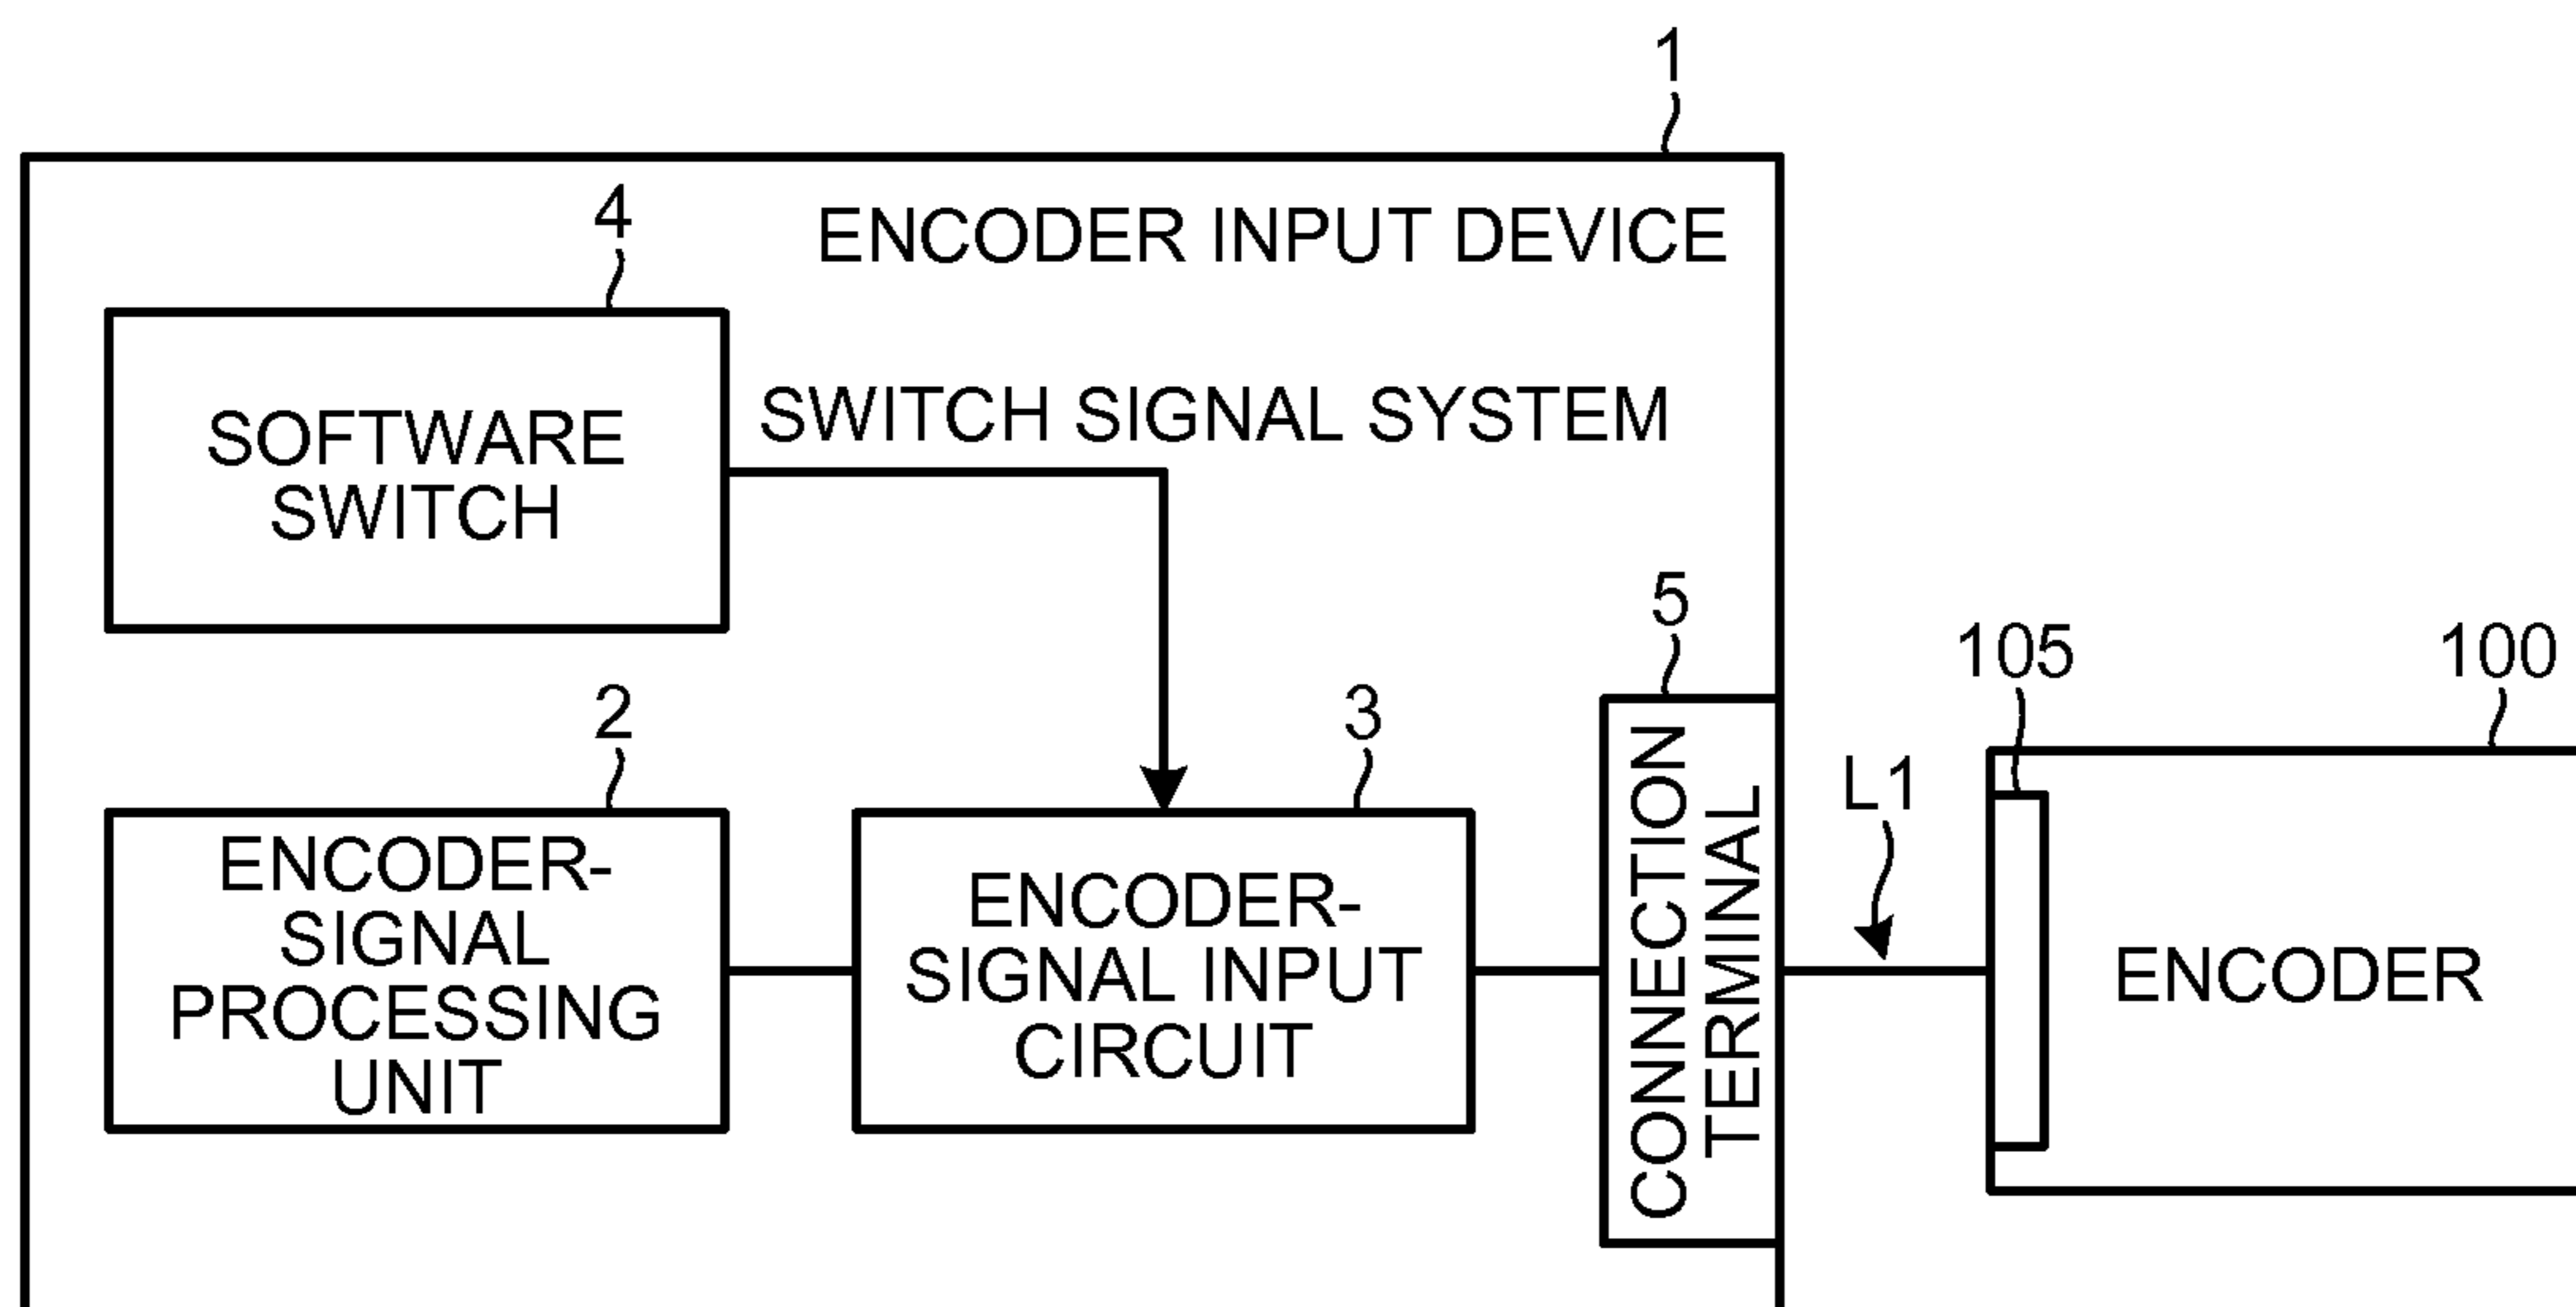 1
ENCODER INPUT DEVICE
4
SOFTWARE
SWITCH
SWITCH SIGNAL SYSTEM
2
ENCODER-
SIGNAL
PROCESSING
UNIT
3
ENCODER-
SIGNAL INPUT
CIRCUIT
5
CONNECTION
TERMINAL
L1
105
100
ENCODER